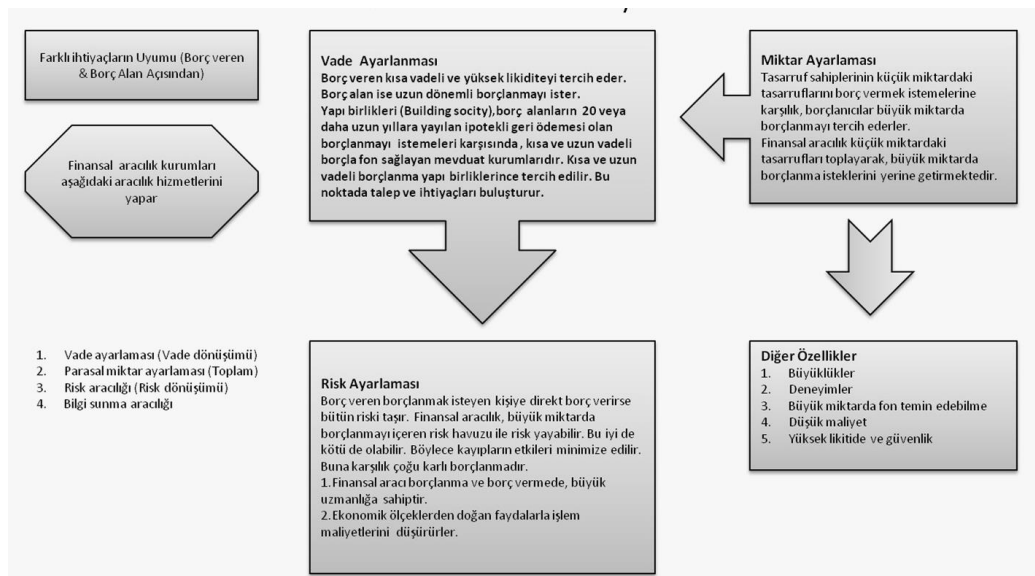 Farklı ihtiyaçların Uyumu (Borç veren
& Borç Alan Açısından)
Finansal aracılık kurumları
aşağıdaki aracılık hizmetlerini
yapar
1. Vade ayarlaması (Vade dönüşümü)
2. Parasal miktar ayarlaması (Toplam)
3. Risk aracılığı (Risk dönüşümü)
4. Bilgi sunma aracılığı
Vade Ayarlanması
Borç veren kısa vadeli ve yüksek likiditeyi tercih eder.
Borç alan ise uzun dönemli borçlanmayı ister.
Yapı birlikleri (Building socity),borç alanların 20 veya
daha uzun yıllara yayılan ipotekli geri ödemesi olan
borçlanmayı istemeleri karşısında , kısa ve uzun vadeli
borçla fon sağlayan mevduat kurumlarıdır. Kısa ve uzun
vadeli borçlanma yapı birliklerince tercih edilir. Bu
noktada talep ve ihtiyaçları buluşturur.
Risk Ayarlaması
Borç veren borçlanmak isteyen kişiye direkt borç verirse
bütün riski taşır. Finansal aracılık, büyük miktarda
borçlanmayı içeren risk havuzu ile risk yayabilir. Bu iyi de
kötü de olabilir. Böylece kayıpların etkileri minimize edilir.
Buna karşılık çoğu karlı borçlanmadır.
1.Finansal aracı borçlanma ve borç vermede, büyük
uzmanlığa sahiptir.
2.Ekonomik ölçeklerden doğan faydalarla işlem
maliyetlerini düşürürler.
Miktar Ayarlaması
Tasarruf sahiplerinin küçük miktardaki
tasarruflarını borç vermek istemelerine
karşılık, borçlanıcılar büyük miktarda
borçlanmayı tercih ederler.
Finansal aracılık küçük miktardaki
tasarrufları toplayarak, büyük miktarda
borçlanma isteklerini yerine getirmektedir.
Diğer Özellikler
1. Büyüklükler
2. Deneyimler
3. Büyük miktarda fon temin edebilme
4. Düşük maliyet
5. Yüksek likitide ve güvenlik